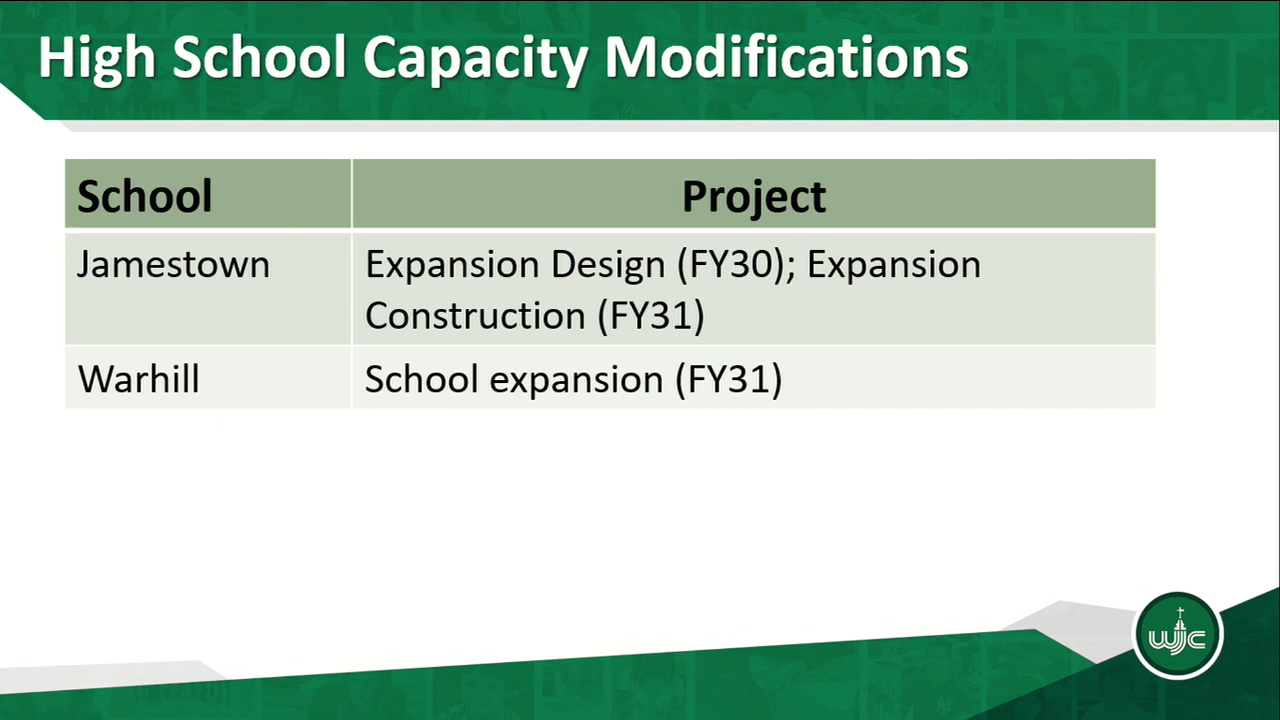 High School Capacity Modifications
School Project
Jamestown Expansion Design (FY30); Expansion
Construction (FY31)
Warhill School expansion (FY31)
WJC